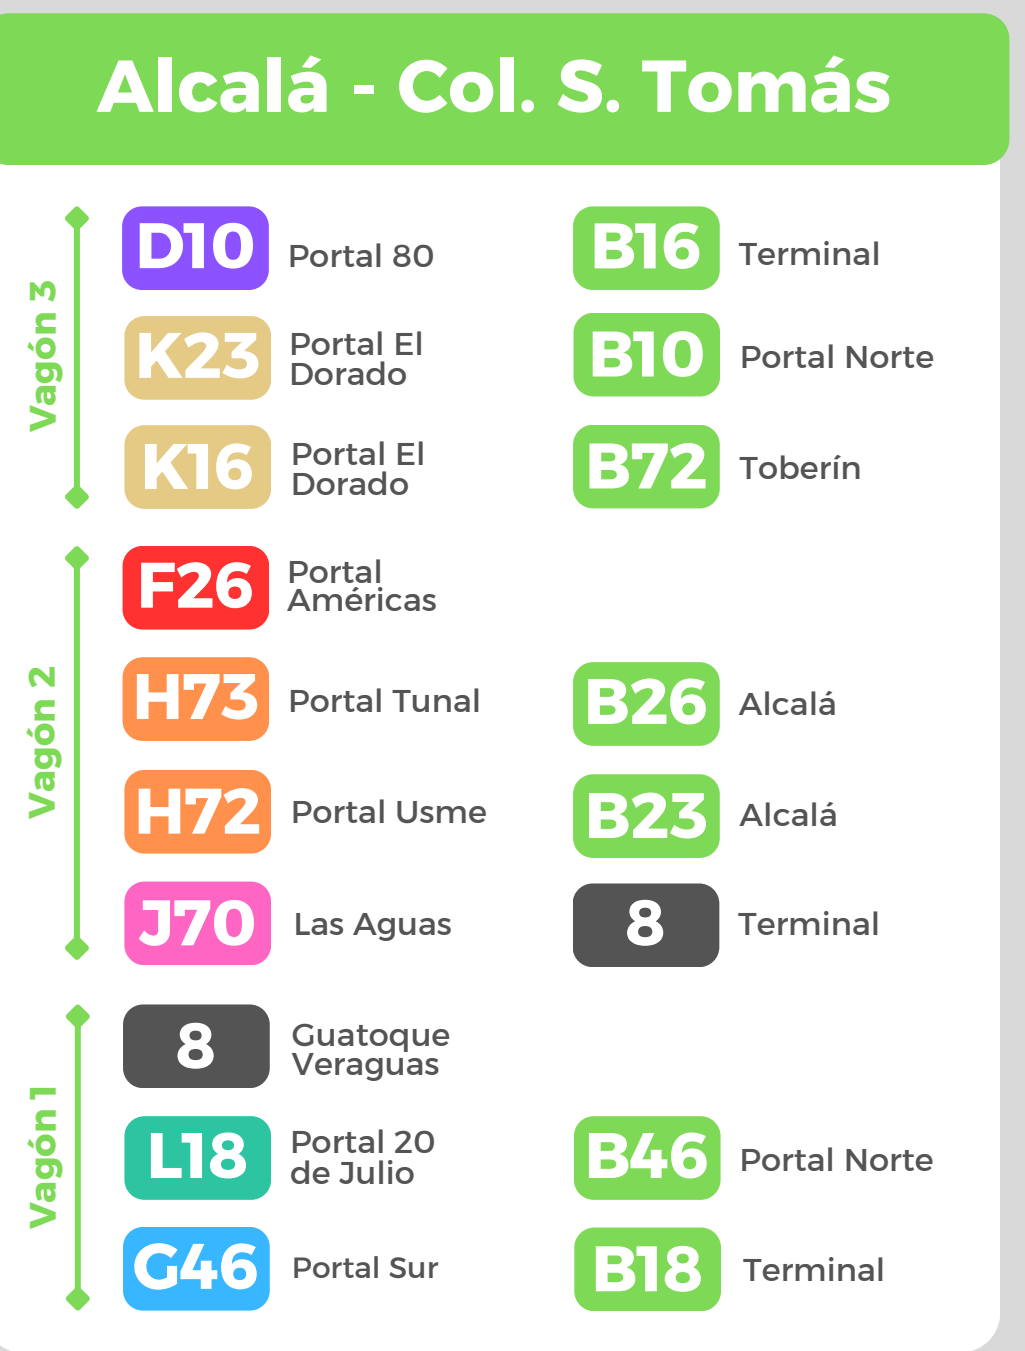 Alcalá - Col. S. Tomás
Vagón 3
D10 Portal 80
B16 Terminal
K23 Portal El
Dorado
B10 Portal Norte
K16 Portal El
Dorado
B72 Toberín
Vagón 2
F26 Portal
Américas
H73 Portal Tunal
B26 Alcalá
H72 Portal Usme
B23 Alcalá
J70 Las Aguas
8 Terminal
Vagón 1
8 Guatoque
Veraguas
L18 Portal 20
de Julio
B46 Portal Norte
G46 Portal Sur
B18 Terminal